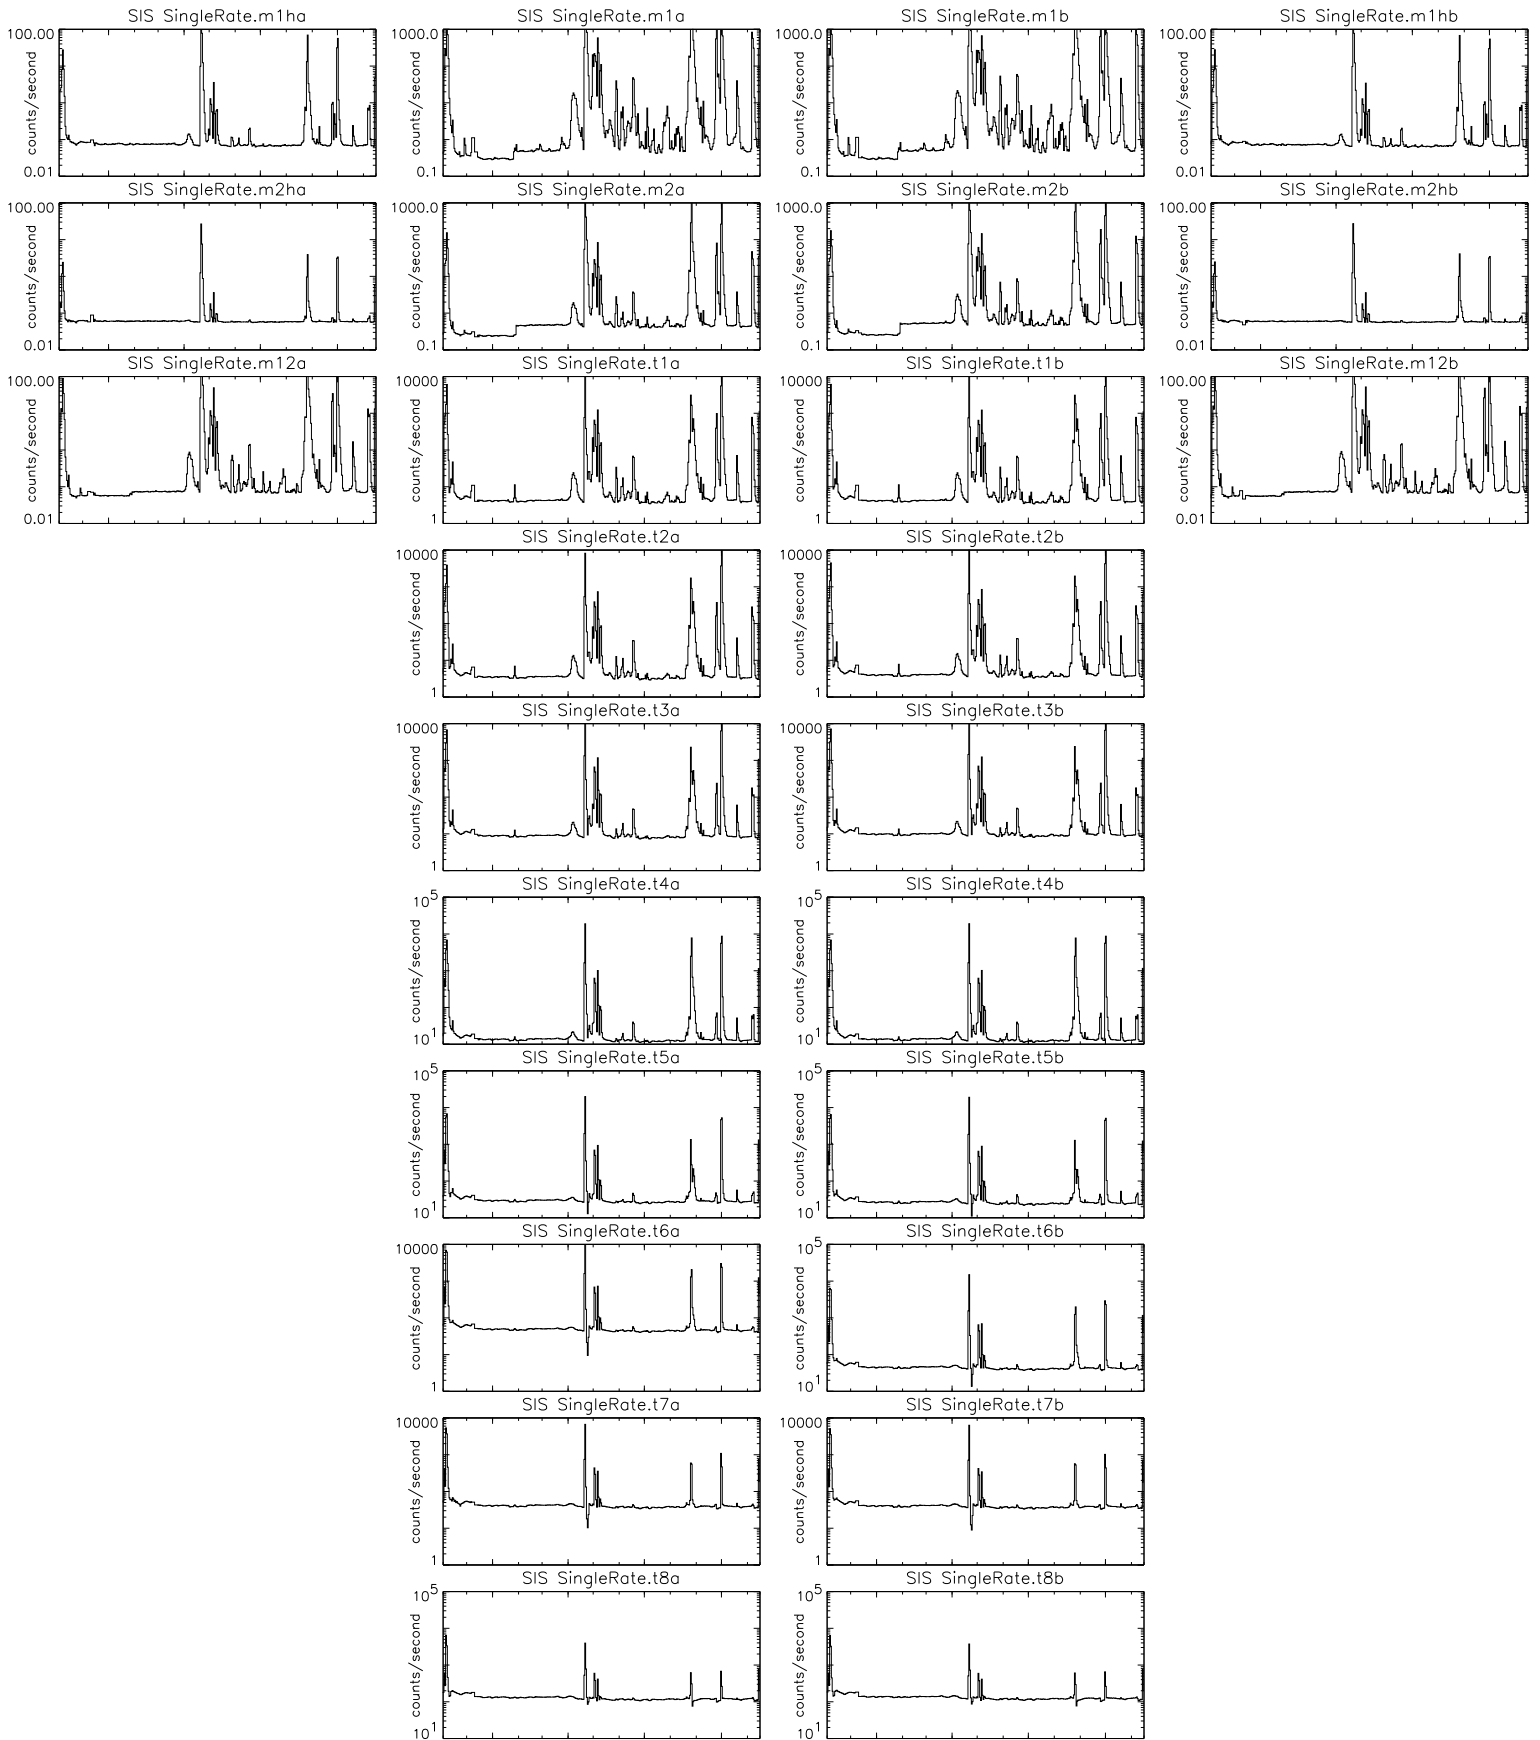 SIS SingleRate.m1ha
SIS SingleRate.m1a
SIS SingleRate.m1b
SIS SingleRate.m1hb
100.00
counts/second
0.01
1000.0
counts/second
0.1
1000.0
counts/second
0.1
100.00
counts/second
0.01
SIS SingleRate.m2ha
SIS SingleRate.m2a
SIS SingleRate.m2b
SIS SingleRate.m2hb
100.00
counts/second
0.01
1000.0
counts/second
0.1
1000.0
counts/second
0.1
100.00
counts/second
0.01
SIS SingleRate.m12a
SIS SingleRate.t1a
SIS SingleRate.t1b
SIS SingleRate.m12b
100.00
counts/second
0.01
10000
counts/second
1
10000
counts/second
1
100.00
counts/second
0.01
SIS SingleRate.t2a
SIS SingleRate.t2b
10000
counts/second
1
10000
counts/second
1
SIS SingleRate.t3a
SIS SingleRate.t3b
10000
counts/second
1
10000
counts/second
1
SIS SingleRate.t4a
SIS SingleRate.t4b
10^5
counts/second
10^1
10^5
counts/second
10^1
SIS SingleRate.t5a
SIS SingleRate.t5b
10^5
counts/second
10^1
10^5
counts/second
10^1
SIS SingleRate.t6a
SIS SingleRate.t6b
10000
counts/second
1
10^5
counts/second
10^1
SIS SingleRate.t7a
SIS SingleRate.t7b
10000
counts/second
1
10000
counts/second
1
SIS SingleRate.t8a
SIS SingleRate.t8b
10^5
counts/second
10^1
10^5
counts/second
10^1